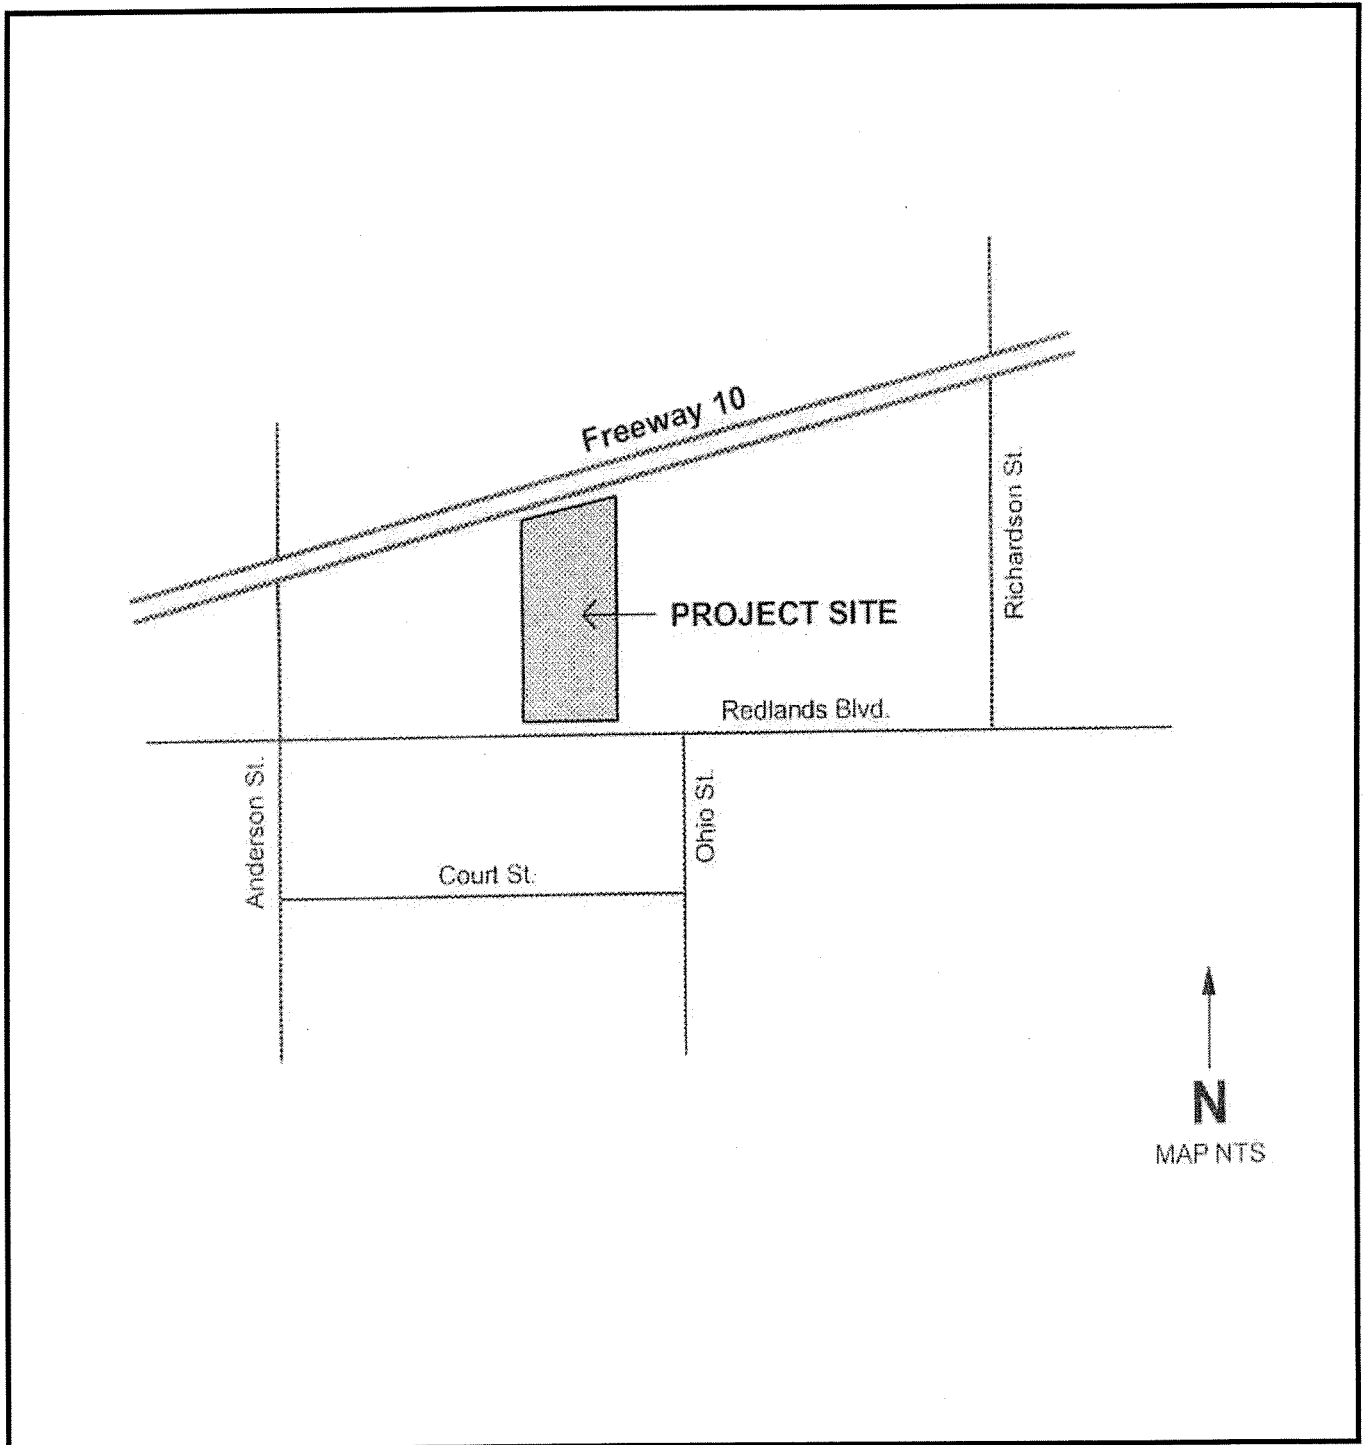 Freeway 10
Richardson St.
PROJECT SITE
Redlands Blvd.
Anderson St.
Ohio St.
Court St.
N
MAP NTS